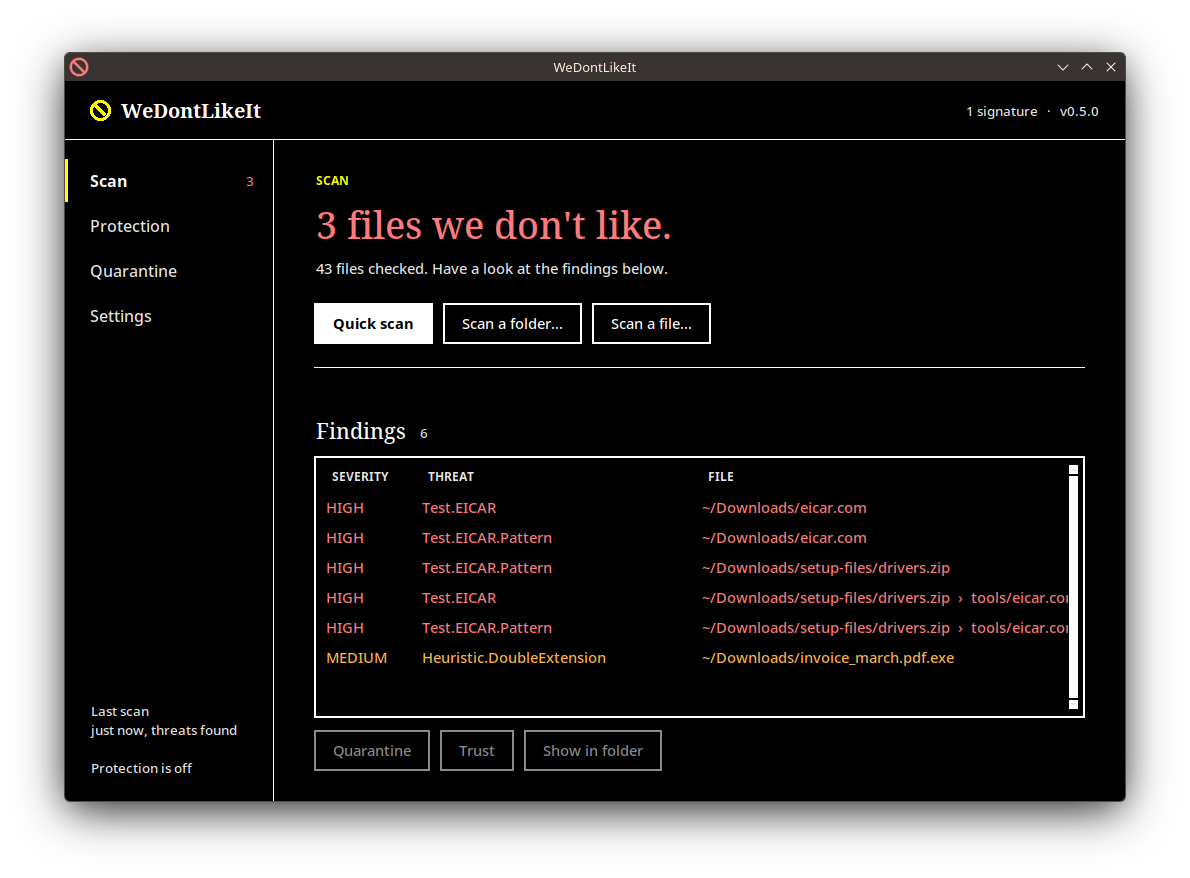 WeDontLikeIt
WeDontLikeIt
1 signature · v0.5.0
Scan 3
Protection
Quarantine
Settings
Last scan
just now, threats found
Protection is off
SCAN
3 files we don't like.
43 files checked. Have a look at the findings below.
Quick scan Scan a folder... Scan a file...
Findings 6
SEVERITY THREAT FILE
HIGH Test.EICAR ~/Downloads/eicar.com
HIGH Test.EICAR.Pattern ~/Downloads/eicar.com
HIGH Test.EICAR.Pattern ~/Downloads/setup-files/drivers.zip
HIGH Test.EICAR ~/Downloads/setup-files/drivers.zip › tools/eicar.co
HIGH Test.EICAR.Pattern ~/Downloads/setup-files/drivers.zip › tools/eicar.co
MEDIUM Heuristic.DoubleExtension ~/Downloads/invoice_march.pdf.exe
Quarantine Trust Show in folder